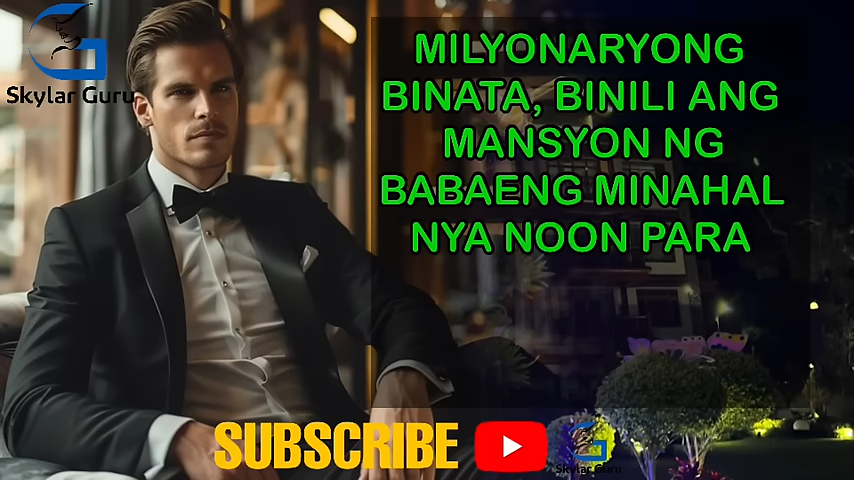 Skylar Guru
MILYONARYONG
BINATA, BINILI ANG
MANSYON NG
BABAENG MINAHAL
NYA NOON PARA
SUBSCRIBE
Skylar Guru